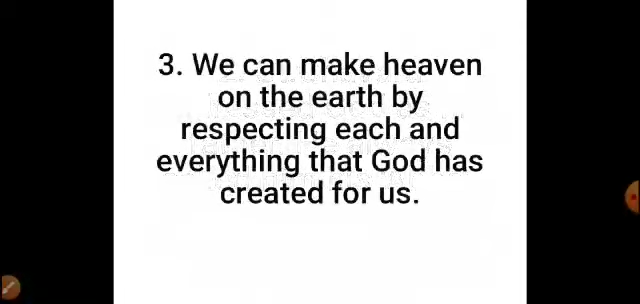 3. We can make heaven
on the earth by
respecting each and
everything that God has
created for us.